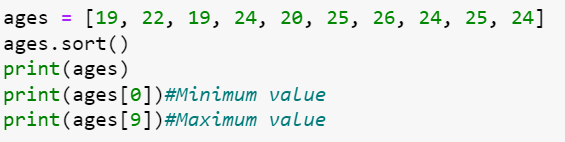 ages = [19, 22, 19, 24, 20, 25, 26, 24, 25, 24]
ages.sort()
print(ages)
print(ages[0])#Minimum value
print(ages[9])#Maximum value